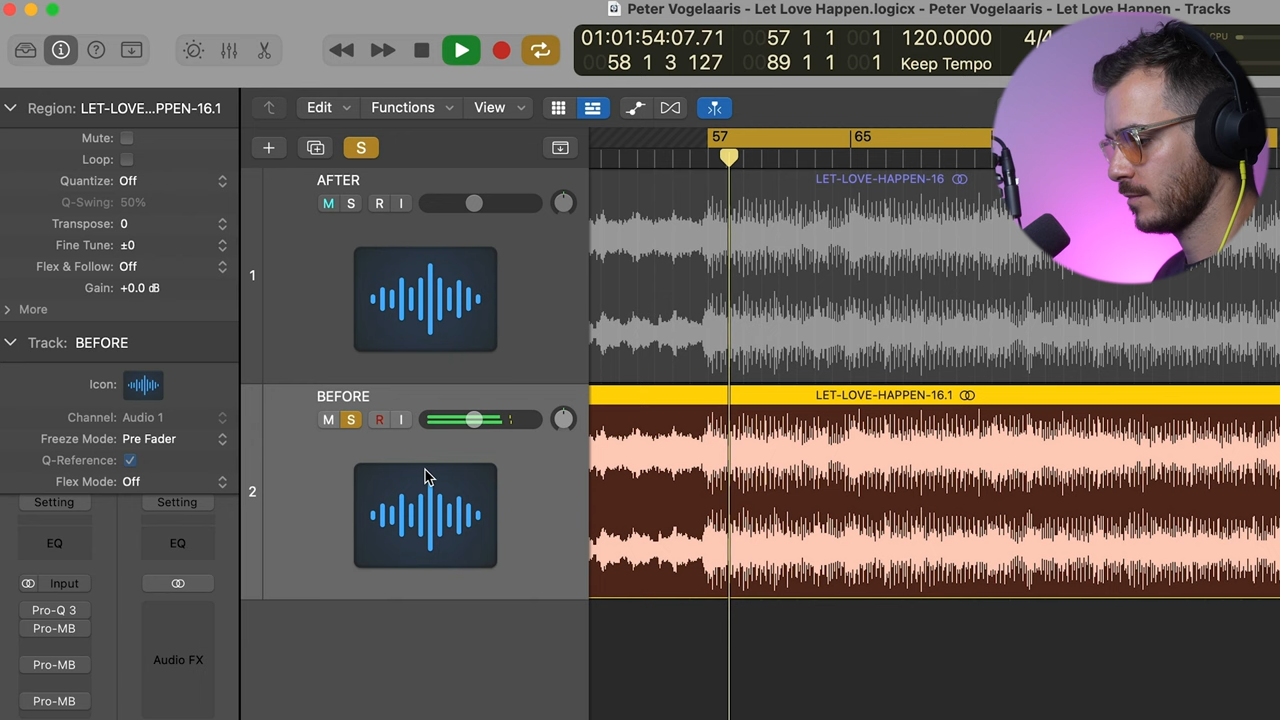 Peter Vogelaaris - Let Love Happen.logicx - Peter Vogelaaris - Let Love Happen - Tracks
01:01:54:07.71 57 1 1 001 120.0000 4/4 CPU
58 1 3 127 89 1 1 001 Keep Tempo
Region: LET-LOVE...PPEN-16.1
Edit Functions View
Mute:
Loop:
Quantize: Off
Q-Swing: 50%
Transpose: 0
Fine Tune: ±0
Flex & Follow: Off
Gain: +0.0 dB
More
Track: BEFORE
Icon:
Channel: Audio 1
Freeze Mode: Pre Fader
Q-Reference:
Flex Mode: Off
Setting Setting
EQ EQ
Input
Pro-Q 3
Pro-MB
Audio FX
Pro-MB
Pro-MB
S
57 65
1
AFTER
M S R I
LET-LOVE-HAPPEN-16
2
BEFORE
M S R I
LET-LOVE-HAPPEN-16.1